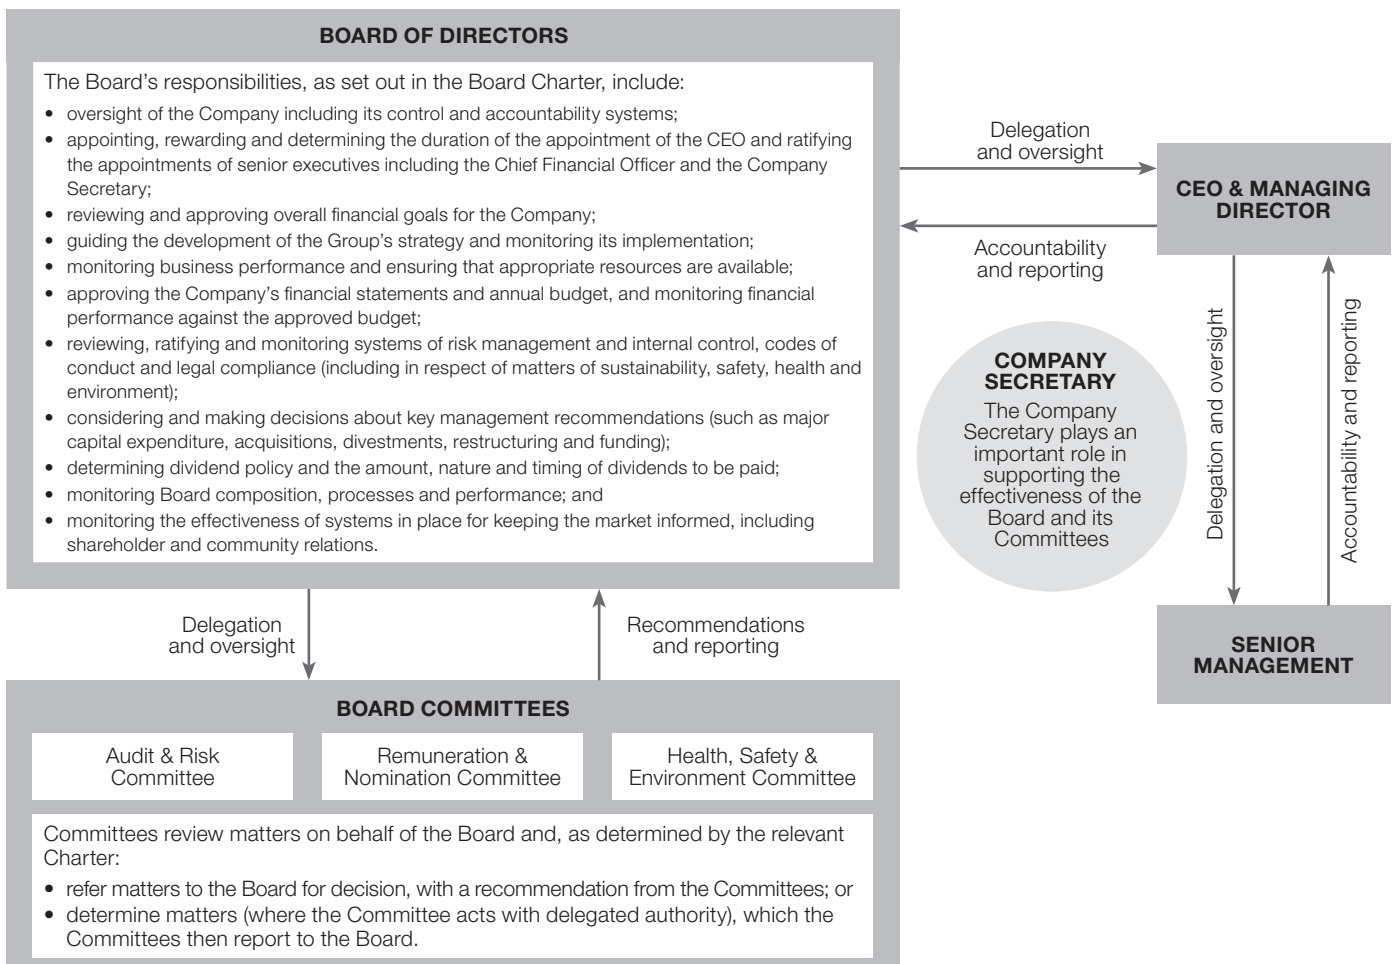 BOARD OF DIRECTORS
The Board’s responsibilities, as set out in the Board Charter, include:
• oversight of the Company including its control and accountability systems;
• appointing, rewarding and determining the duration of the appointment of the CEO and ratifying
the appointments of senior executives including the Chief Financial Officer and the Company
Secretary;
• reviewing and approving overall financial goals for the Company;
• guiding the development of the Group’s strategy and monitoring its implementation;
• monitoring business performance and ensuring that appropriate resources are available;
• approving the Company’s financial statements and annual budget, and monitoring financial
performance against the approved budget;
• reviewing, ratifying and monitoring systems of risk management and internal control, codes of
conduct and legal compliance (including in respect of matters of sustainability, safety, health and
environment);
• considering and making decisions about key management recommendations (such as major
capital expenditure, acquisitions, divestments, restructuring and funding);
• determining dividend policy and the amount, nature and timing of dividends to be paid;
• monitoring Board composition, processes and performance; and
• monitoring the effectiveness of systems in place for keeping the market informed, including
shareholder and community relations.
Delegation
and oversight
CEO & MANAGING
DIRECTOR
Accountability
and reporting
COMPANY
SECRETARY
The Company
Secretary plays an
important role in
supporting the
effectiveness of the
Board and its
Committees
Delegation and oversight
Accountability and reporting
SENIOR
MANAGEMENT
Delegation
and oversight
Recommendations
and reporting
BOARD COMMITTEES
Audit & Risk
Committee
Remuneration &
Nomination Committee
Health, Safety &
Environment Committee
Committees review matters on behalf of the Board and, as determined by the relevant
Charter:
• refer matters to the Board for decision, with a recommendation from the Committees; or
• determine matters (where the Committee acts with delegated authority), which the
Committees then report to the Board.